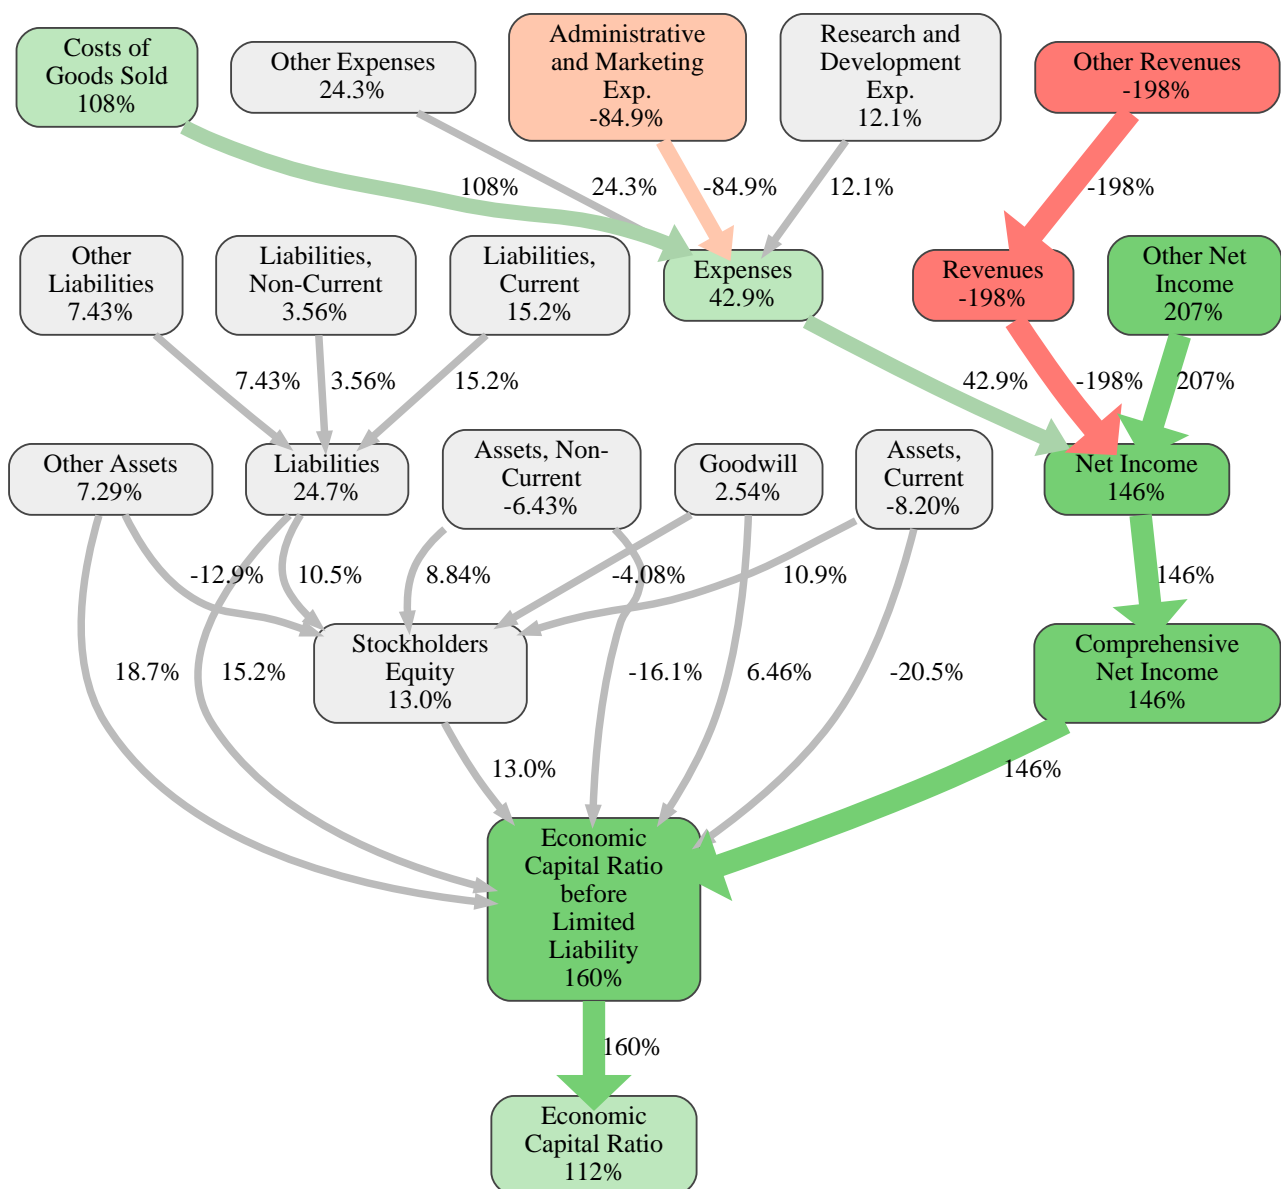 Costs of
Goods Sold
108%
Other Expenses
24.3%
Administrative
and Marketing
Exp.
-84.9%
Research and
Development
Exp.
12.1%
Other Revenues
-198%
108%
24.3%
-84.9%
12.1%
-198%
Other
Liabilities
7.43%
Liabilities,
Non-Current
3.56%
Liabilities,
Current
15.2%
Expenses
42.9%
Revenues
-198%
Other Net
Income
207%
7.43%
3.56%
15.2%
42.9%
-198%
207%
Other Assets
7.29%
Liabilities
24.7%
Assets, Non-
Current
-6.43%
Goodwill
2.54%
Assets,
Current
-8.20%
Net Income
146%
-12.9%
10.5%
8.84%
-4.08%
10.9%
146%
Stockholders
Equity
13.0%
Comprehensive
Net Income
146%
18.7%
15.2%
-16.1%
6.46%
-20.5%
13.0%
146%
Economic
Capital Ratio
before
Limited
Liability
160%
160%
Economic
Capital Ratio
112%